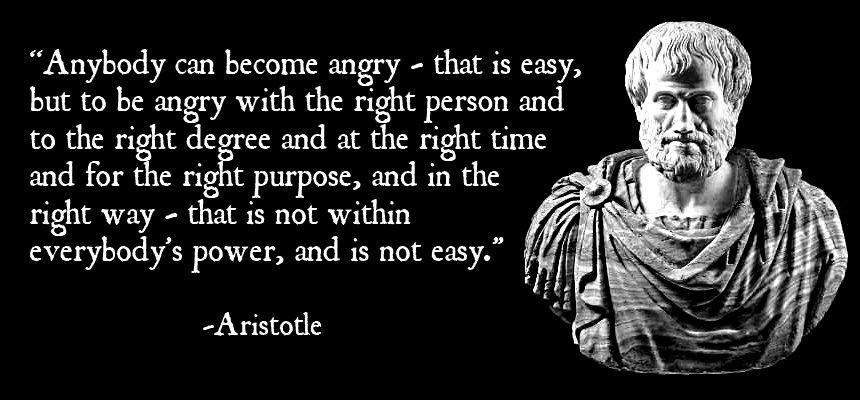 “Anybody can become angry - that is easy,
but to be angry with the right person and
to the right degree and at the right time
and for the right purpose, and in the
right way - that is not within
everybody’s power, and is not easy.”
-Aristotle